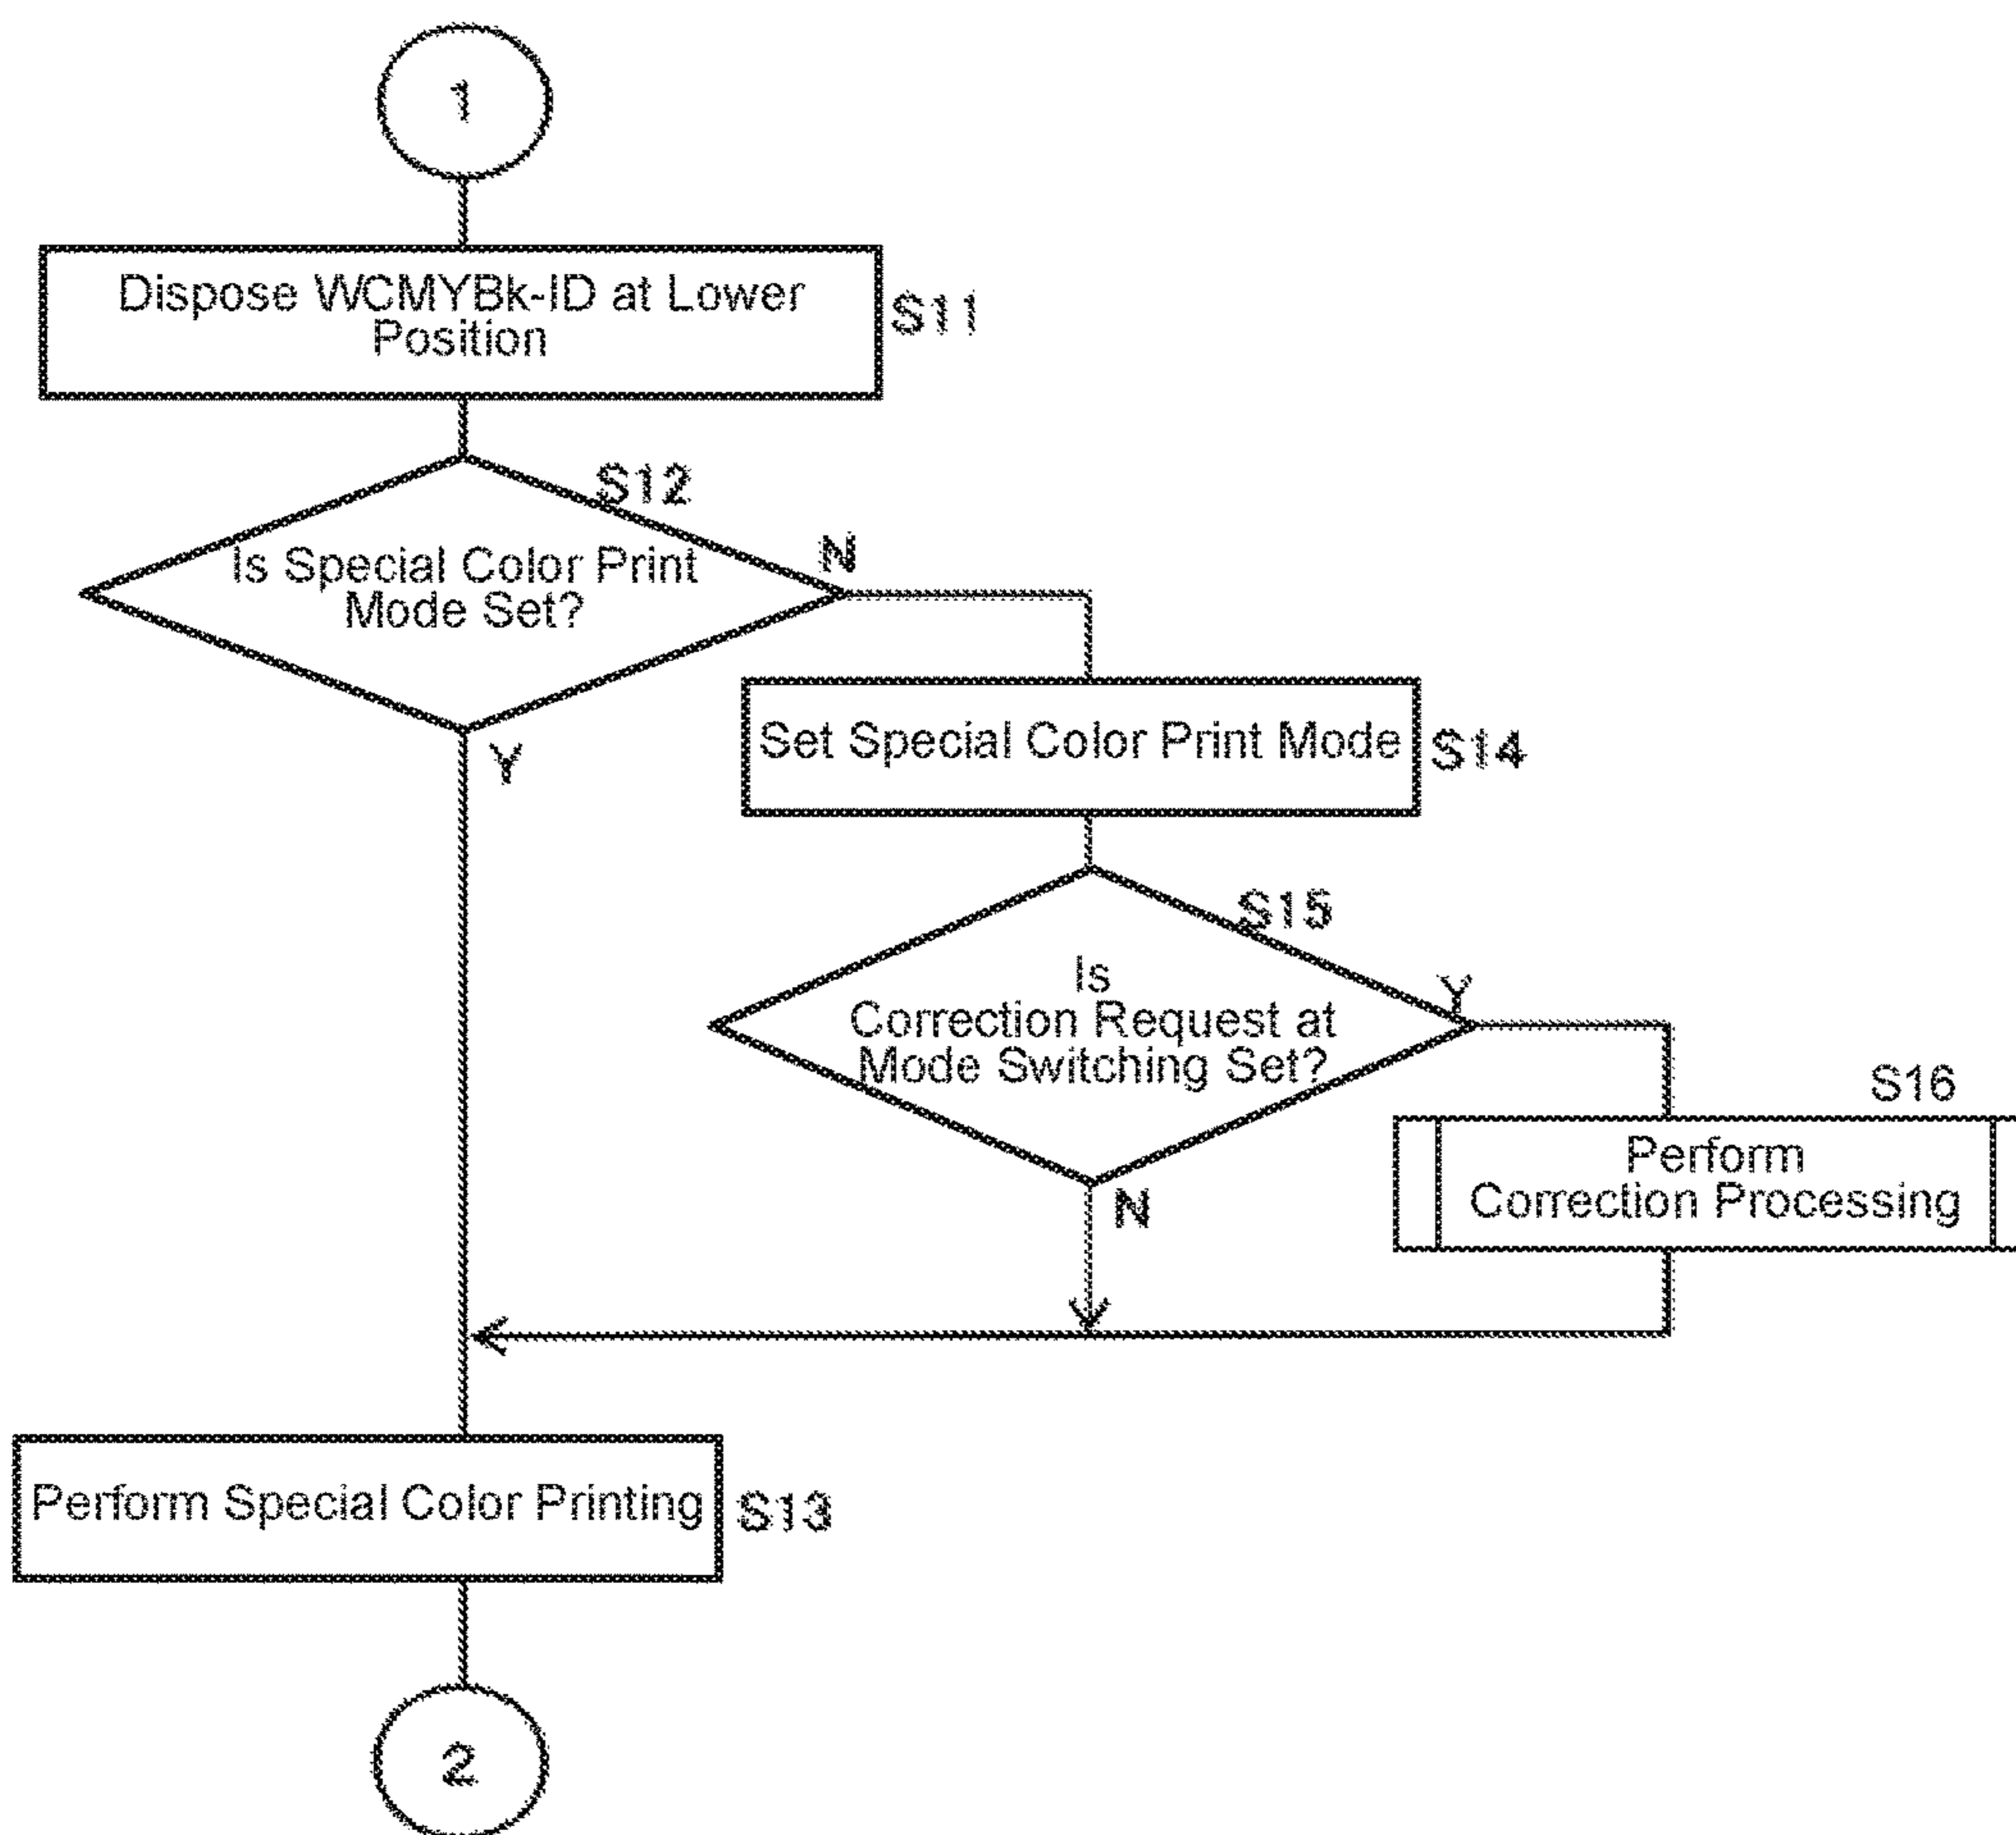 1
Dispose WCMYBk-ID at Lower
Position
S11
S12
Is Special Color Print
Mode Set?
N
Y
Set Special Color Print Mode
S14
S15
Is
Correction Request at
Mode Switching Set?
Y
N
S16
Perform
Correction Processing
Perform Special Color Printing
S13
2